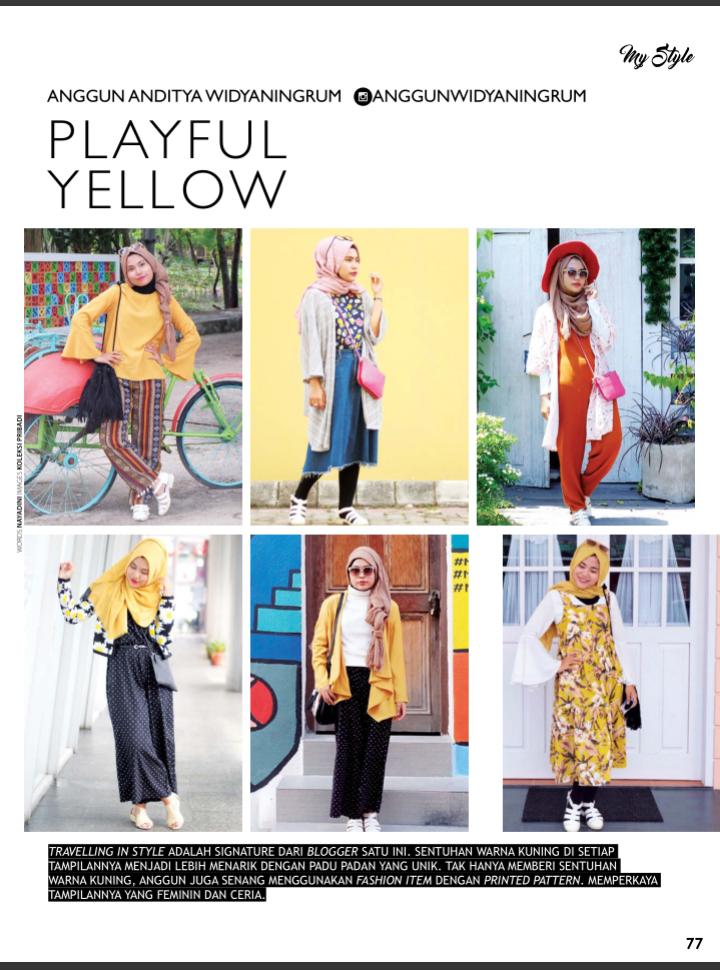 My Style
ANGGUN ANDITYA WIDYANINGRUM ANGGUNWIDYANINGRUM
PLAYFUL
YELLOW
WORDS NAYADINI IMAGES KOLEKSI PRIBADI
TRAVELLING IN STYLE ADALAH SIGNATURE DARI BLOGGER SATU INI. SENTUHAN WARNA KUNING DI SETIAP
TAMPILANNYA MENJADI LEBIH MENARIK DENGAN PADU PADAN YANG UNIK. TAK HANYA MEMBERI SENTUHAN
WARNA KUNING, ANGGUN JUGA SENANG MENGGUNAKAN FASHION ITEM DENGAN PRINTED PATTERN. MEMPERKAYA
TAMPILANNYA YANG FEMININ DAN CERIA.
77